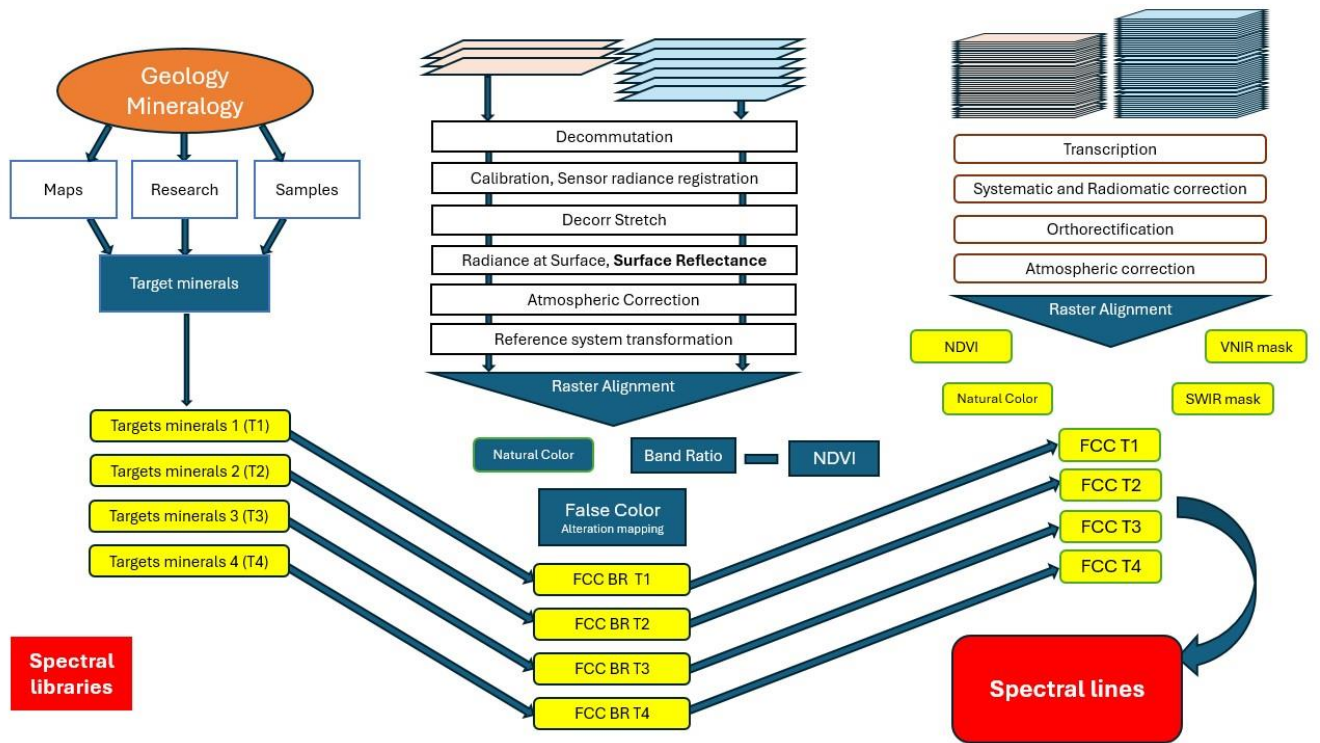 Geology
Mineralogy
Maps
Research
Samples
Target minerals
Targets minerals 1 (T1)
Targets minerals 2 (T2)
Targets minerals 3 (T3)
Targets minerals 4 (T4)
Spectral
libraries
Decommutation
Calibration, Sensor radiance registration
Decorr Stretch
Radiance at Surface, Surface Reflectance
Atmospheric Correction
Reference system transformation
Raster Alignment
Natural Color
Band Ratio
NDVI
False Color
Alteration mapping
FCC BR T1
FCC BR T2
FCC BR T3
FCC BR T4
Transcription
Systematic and Radiomatic correction
Orthorectification
Atmospheric correction
Raster Alignment
NDVI
VNIR mask
Natural Color
SWIR mask
FCC T1
FCC T2
FCC T3
FCC T4
Spectral lines